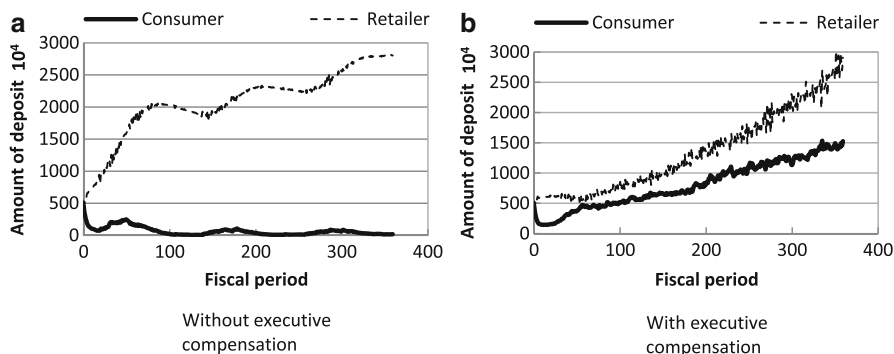 a
Consumer
Retailer
Amount of deposit 10⁴
3000
2500
2000
1500
1000
500
0
0
100
200
300
400
Fiscal period
Without executive
compensation
b
Consumer
Retailer
Amount of deposit 10⁴
3000
2500
2000
1500
1000
500
0
0
100
200
300
400
Fiscal period
With executive
compensation